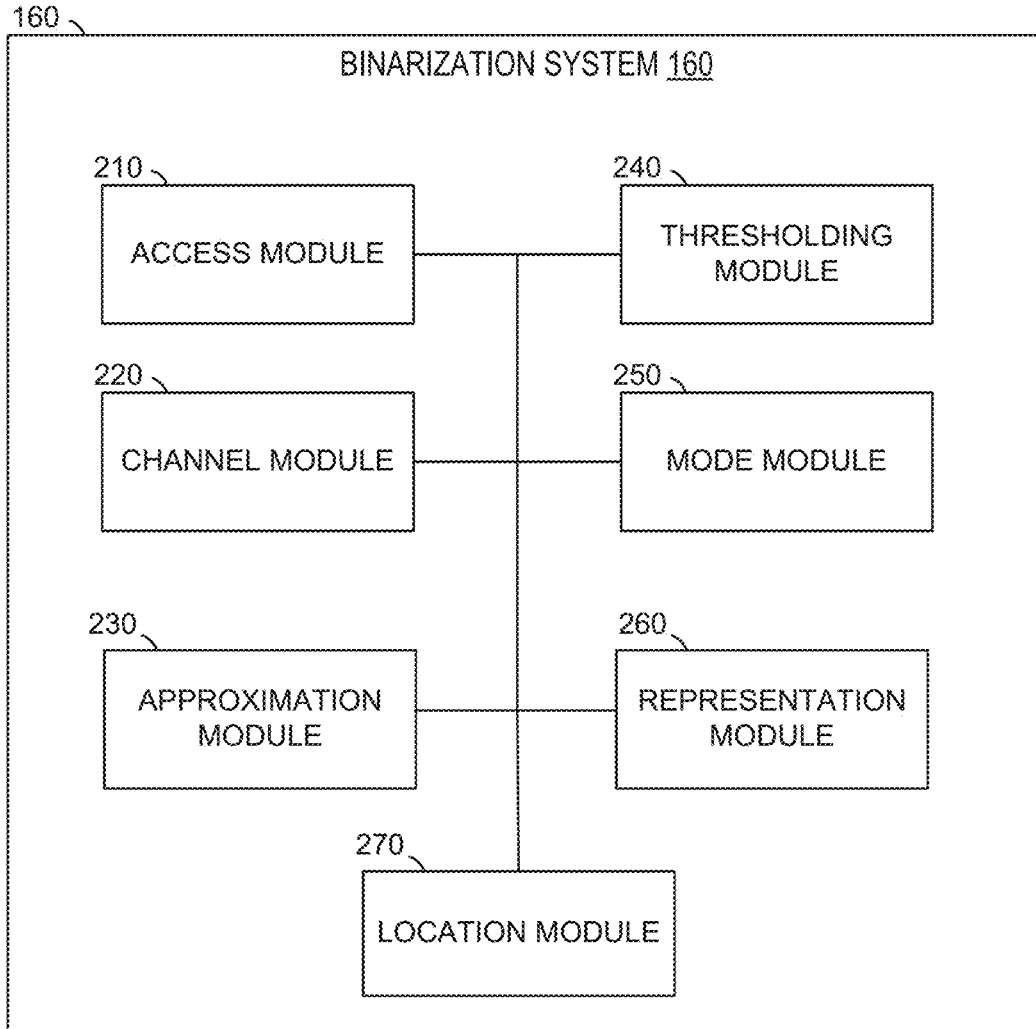 160
BINARIZATION SYSTEM 160
210
ACCESS MODULE
240
THRESHOLDING
MODULE
220
CHANNEL MODULE
250
MODE MODULE
230
APPROXIMATION
MODULE
260
REPRESENTATION
MODULE
270
LOCATION MODULE